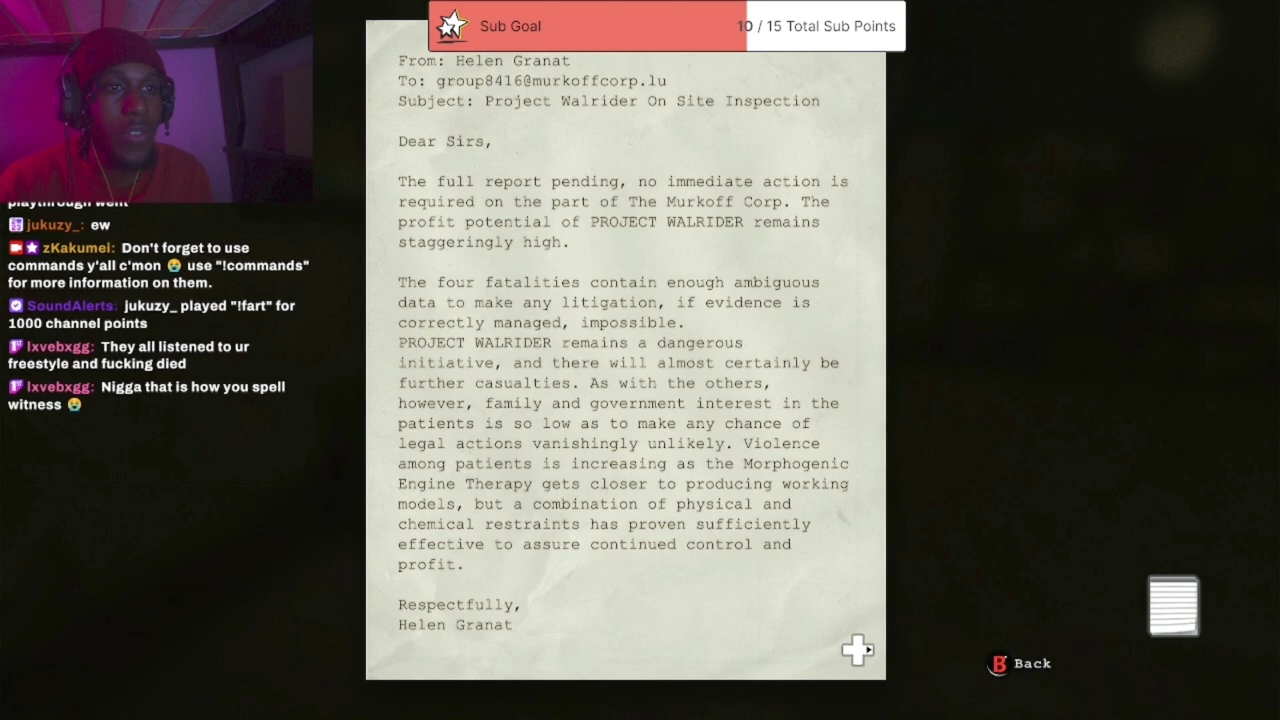 Sub Goal
10 / 15 Total Sub Points
From: Helen Granat
To: group8416@murkoffcorp.lu
Subject: Project Walrider On Site Inspection
Dear Sirs,
The full report pending, no immediate action is
required on the part of The Murkoff Corp. The
profit potential of PROJECT WALRIDER remains
staggeringly high.
The four fatalities contain enough ambiguous
data to make any litigation, if evidence is
correctly managed, impossible.
PROJECT WALRIDER remains a dangerous
initiative, and there will almost certainly be
further casualties. As with the others,
however, family and government interest in the
patients is so low as to make any chance of
legal actions vanishingly unlikely. Violence
among patients is increasing as the Morphogenic
Engine Therapy gets closer to producing working
models, but a combination of physical and
chemical restraints has proven sufficiently
effective to assure continued control and
profit.
Respectfully,
Helen Granat
playthrough went
jukuzy_: ew
zKakumei: Don't forget to use
commands y'all c'mon 😭 use "!commands"
for more information on them.
SoundAlerts: jukuzy_ played "!fart" for
1000 channel points
lxvebxgg: They all listened to ur
freestyle and fucking died
lxvebxgg: Nigga that is how you spell
witness 😭
B Back